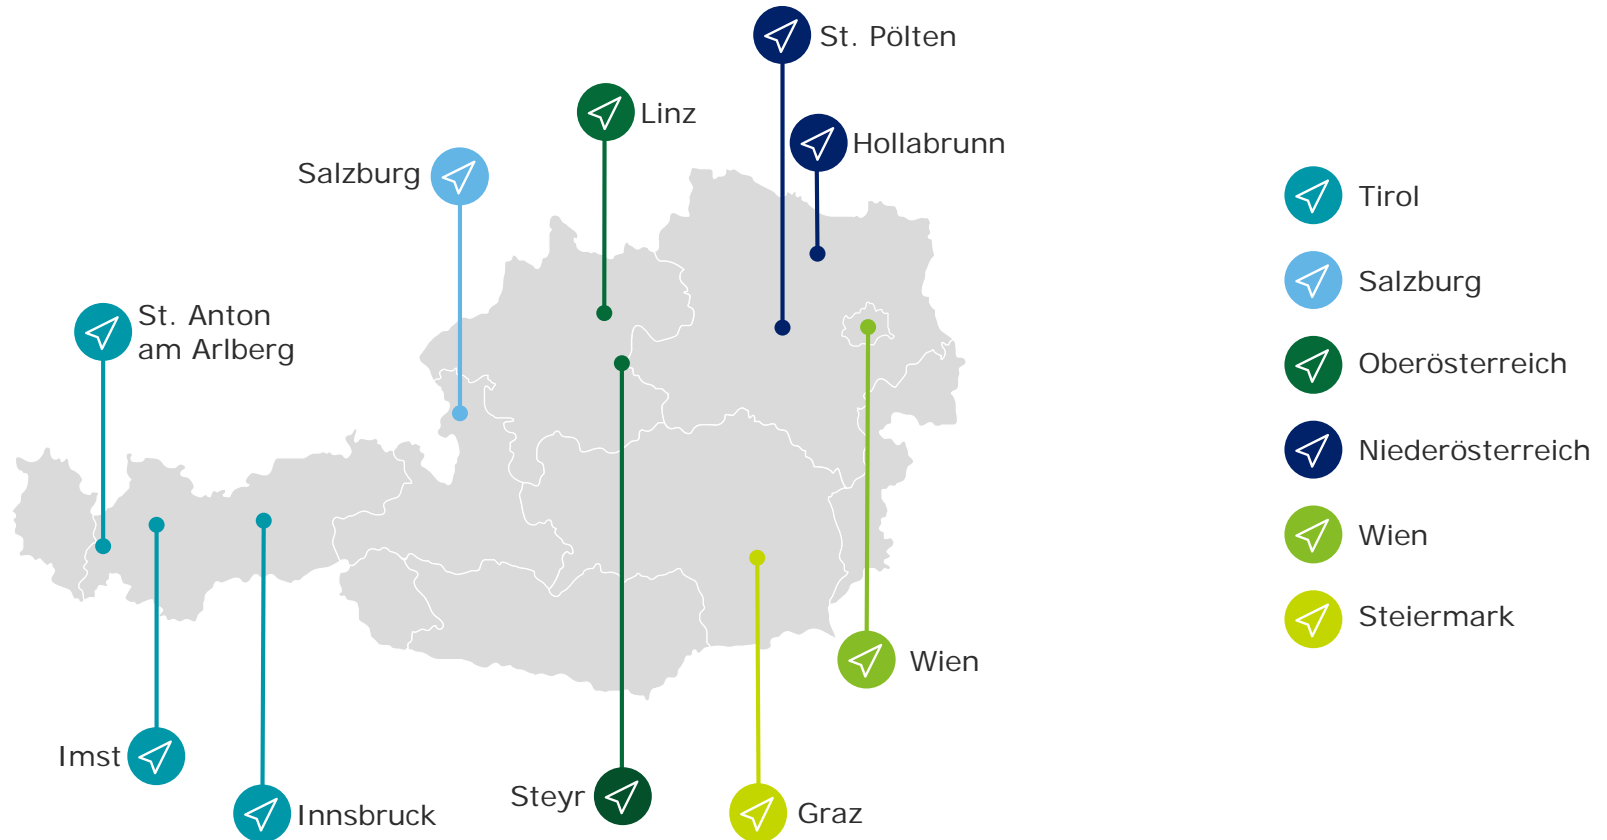 St. Pölten
Linz
Hollabrunn
Salzburg
St. Anton
am Arlberg
Wien
Imst
Steyr
Innsbruck
Graz
Tirol
Salzburg
Oberösterreich
Niederösterreich
Wien
Steiermark